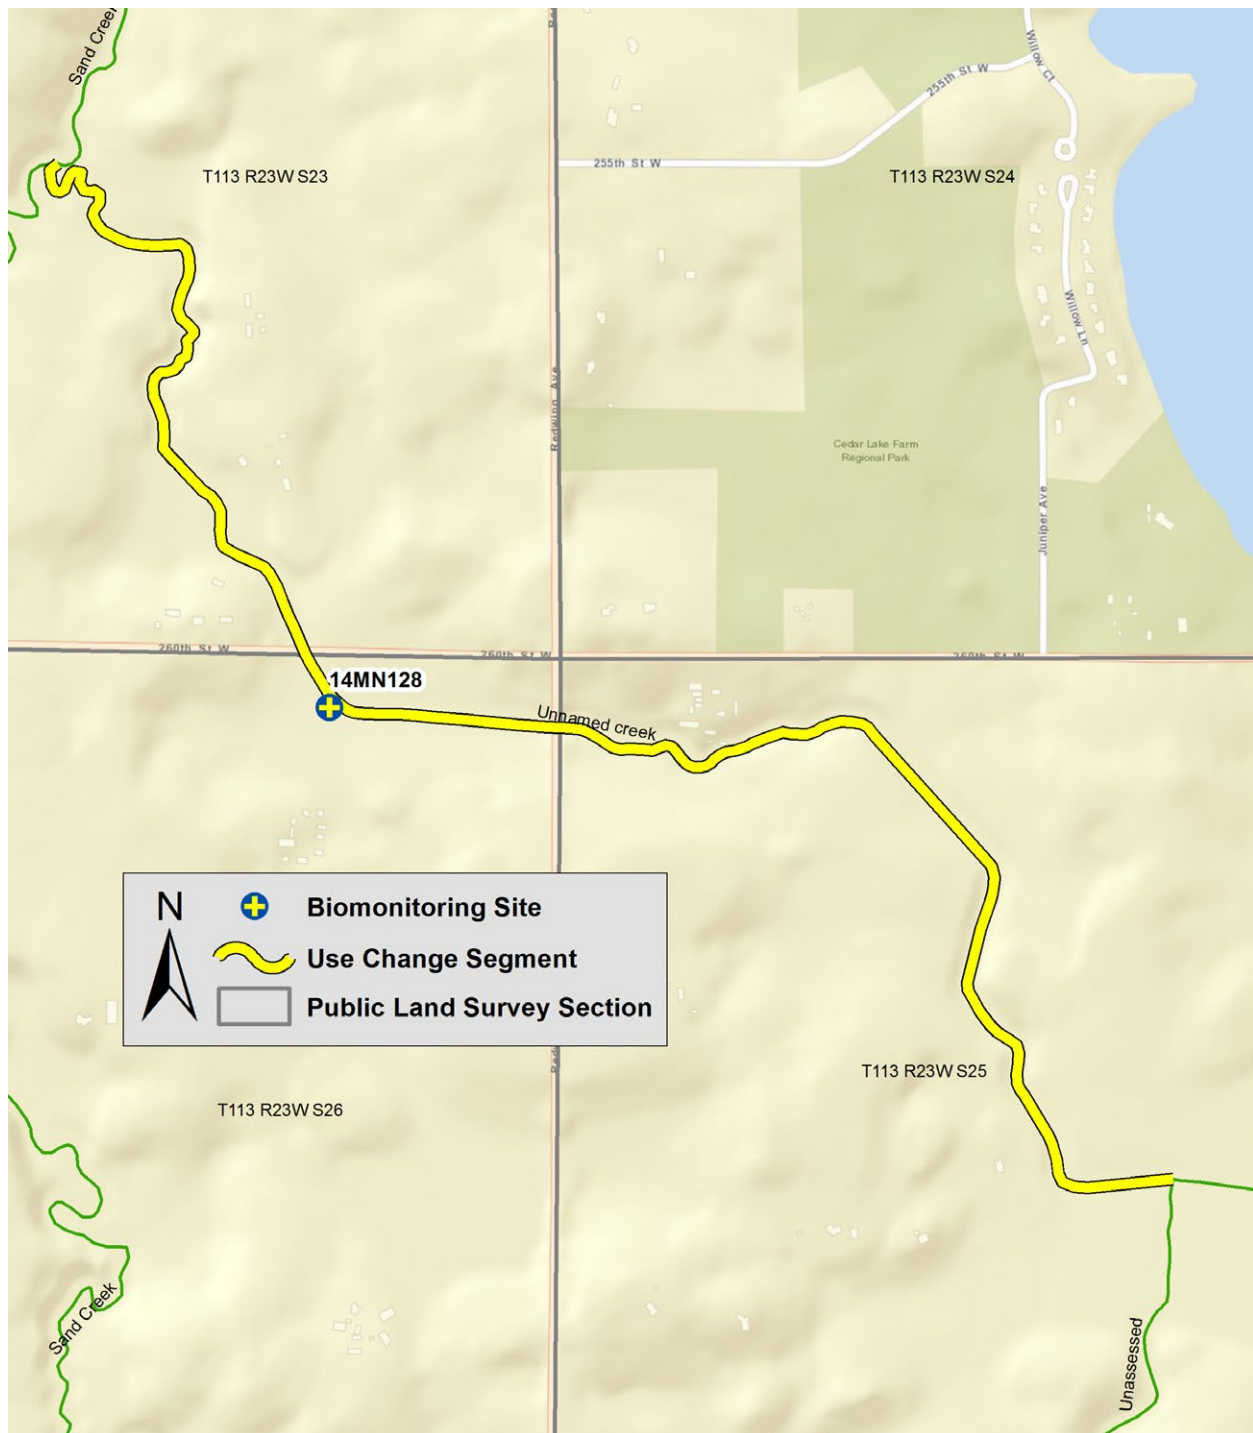 Sand Creek
Willow Ct
255th St W
255th St W
T113 R23W S23
T113 R23W S24
Willow Ln
Redwing Ave
Cedar Lake Farm
Regional Park
Juniper Ave
260th St W
260th St W
260th St W
14MN128
Unnamed creek
N
Biomonitoring Site
Use Change Segment
Public Land Survey Section
T113 R23W S25
T113 R23W S26
Sand Creek
Unassessed